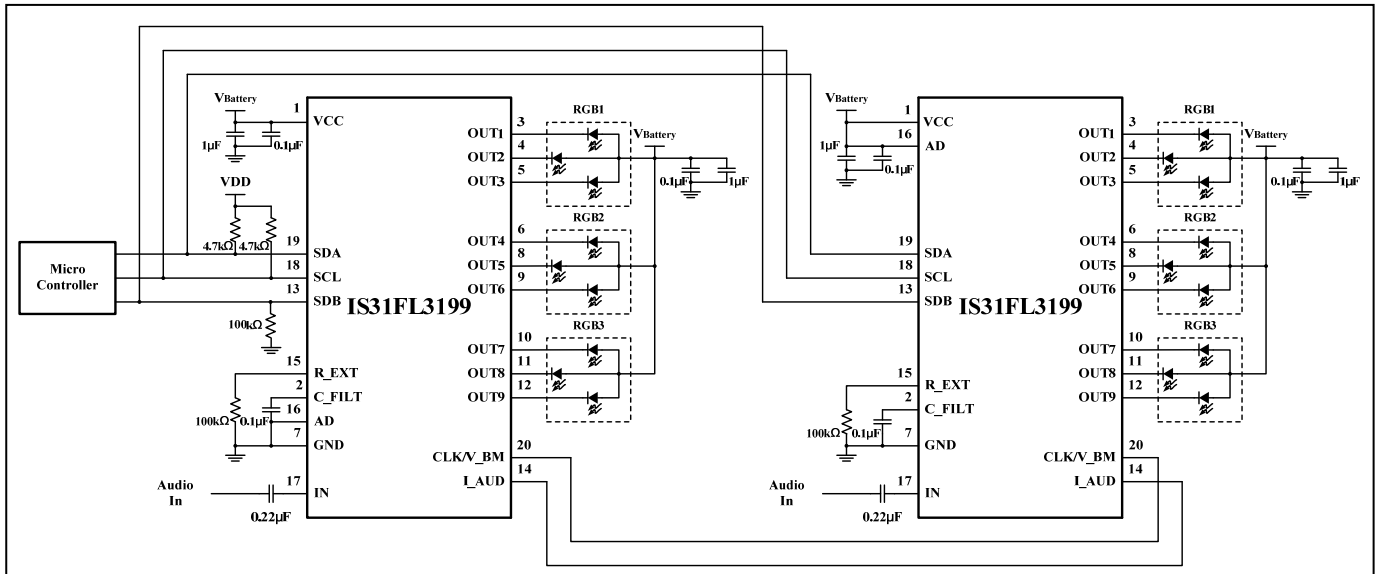 Micro
Controller
VBattery
1μF
0.1μF
VDD
4.7kΩ
4.7kΩ
100kΩ
100kΩ
0.1μF
Audio
In
0.22μF
1
19
18
13
15
2
16
7
17
VCC
SDA
SCL
SDB
IS31FL3199
R_EXT
C_FILT
AD
GND
IN
OUT1
OUT2
OUT3
OUT4
OUT5
OUT6
OUT7
OUT8
OUT9
CLK/V_BM
I_AUD
3
4
5
6
8
9
10
11
12
20
14
RGB1
RGB2
RGB3
VBattery
0.1μF
1μF
VBattery
1μF
0.1μF
100kΩ
0.1μF
Audio
In
0.22μF
1
16
19
18
13
15
2
7
17
VCC
AD
SDA
SCL
SDB
IS31FL3199
R_EXT
C_FILT
GND
IN
OUT1
OUT2
OUT3
OUT4
OUT5
OUT6
OUT7
OUT8
OUT9
CLK/V_BM
I_AUD
3
4
5
6
8
9
10
11
12
20
14
RGB1
RGB2
RGB3
VBattery
0.1μF
1μF